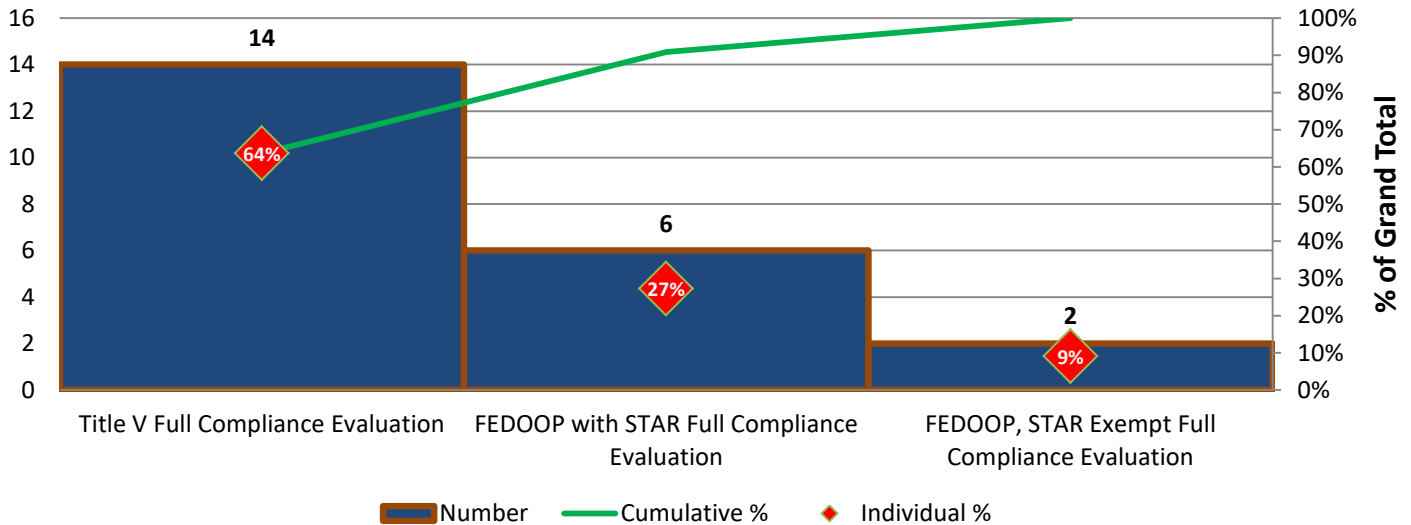 16
14
12
10
8
6
4
2
0
14
6
2
64%
27%
9%
100%
90%
80%
70%
60%
50%
40%
30%
20%
10%
0%
% of Grand Total
Title V Full Compliance Evaluation
FEDOOP with STAR Full Compliance
Evaluation
FEDOOP, STAR Exempt Full
Compliance Evaluation
Number
Cumulative %
Individual %